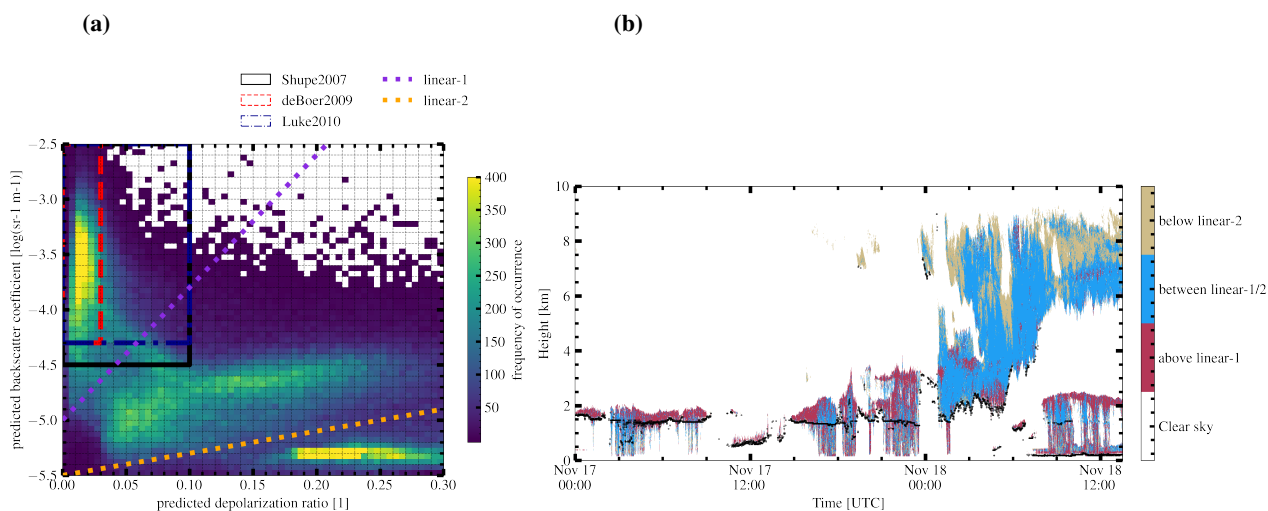 (a)
(b)
Shupe2007
deBoer2009
Luke2010
linear-1
linear-2
predicted backscatter coefficient [log(sr-1 m-1)]
-2.5
-3.0
-3.5
-4.0
-4.5
-5.0
-5.5
0.00 0.05 0.10 0.15 0.20 0.25 0.30
predicted depolarization ratio [1]
400
350
300
250
200
150
100
50
frequency of occurrence
Height [km]
10
8
6
4
2
0
Nov 17 Nov 17 Nov 18 Nov 18
00:00 12:00 00:00 12:00
Time [UTC]
below linear-2
between linear-1/2
above linear-1
Clear sky